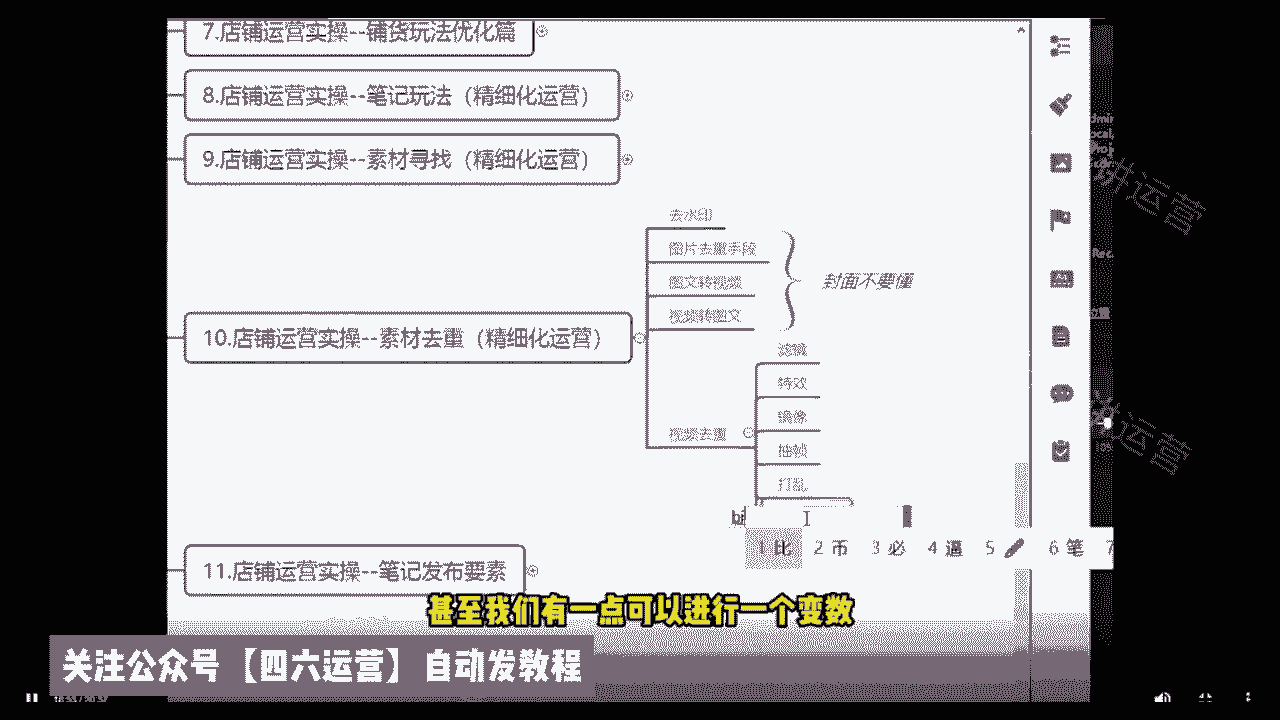 7.店铺运营实操--铺货玩法优化篇
8.店铺运营实操--笔记玩法（精细化运营）
9.店铺运营实操--素材寻找（精细化运营）
去水印
图片去重手段
图文转视频
视频转图文
封面不要懂
10.店铺运营实操--素材去重（精细化运营）
滤镜
特效
镜像
视频去重
抽帧
打乱
bi
1 比 2 币 3 必 4 逼 5 6 笔 7
11.店铺运营实操--笔记发布要素
甚至我们有一点可以进行一个变数
关注公众号【四六运营】自动发教程
讲运营
讲运营